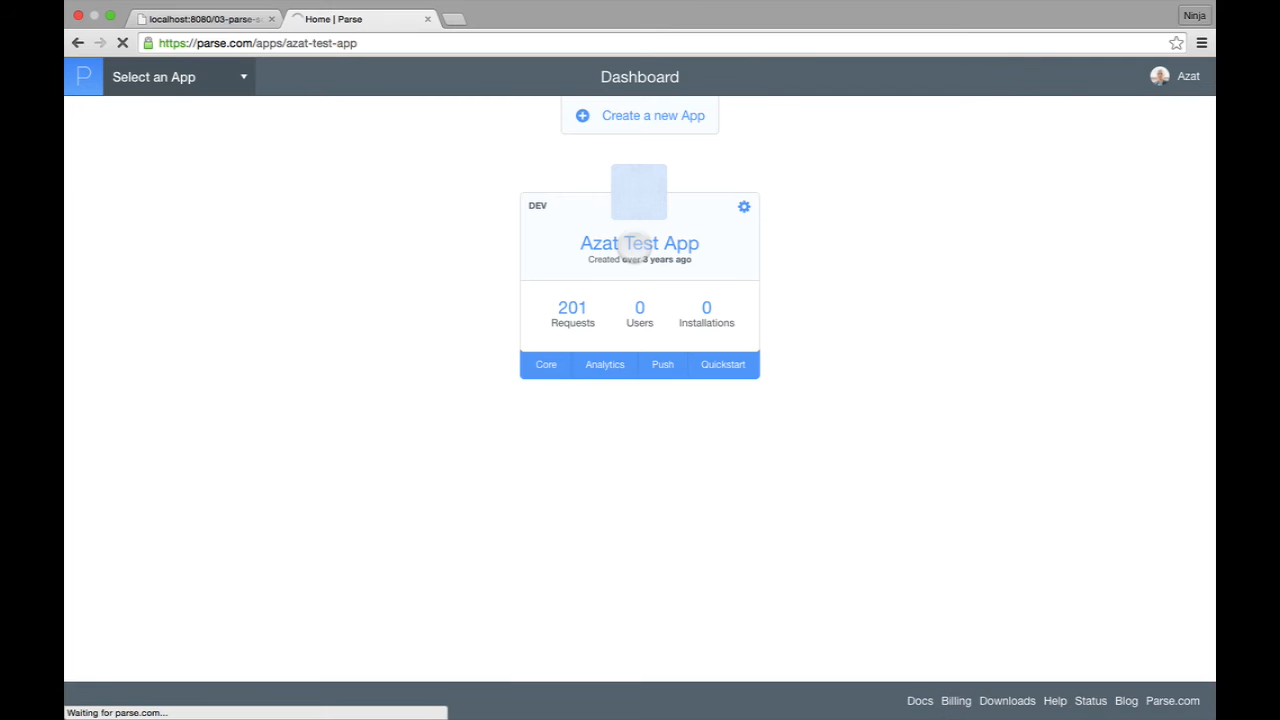 localhost:8080/03-parse-s
Home | Parse
Ninja
https://parse.com/apps/azat-test-app
P
Select an App
Dashboard
Azat
Create a new App
DEV
Azat Test App
Created over 3 years ago
201
0
0
Requests
Users
Installations
Core
Analytics
Push
Quickstart
Docs
Billing
Downloads
Help
Status
Blog
Parse.com
Waiting for parse.com...